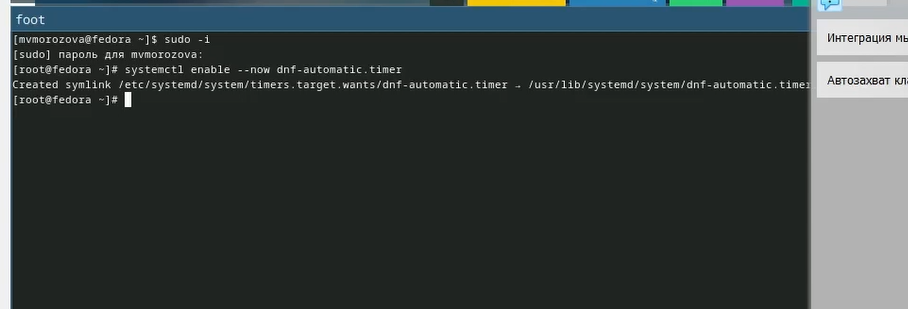 foot
[mvmorozova@fedora ~]$ sudo -i
[sudo] пароль для mvmorozova:
[root@fedora ~]# systemctl enable --now dnf-automatic.timer
Created symlink /etc/systemd/system/timers.target.wants/dnf-automatic.timer → /usr/lib/systemd/system/dnf-automatic.timer
[root@fedora ~]#
Интеграция мы
Автозахват кла